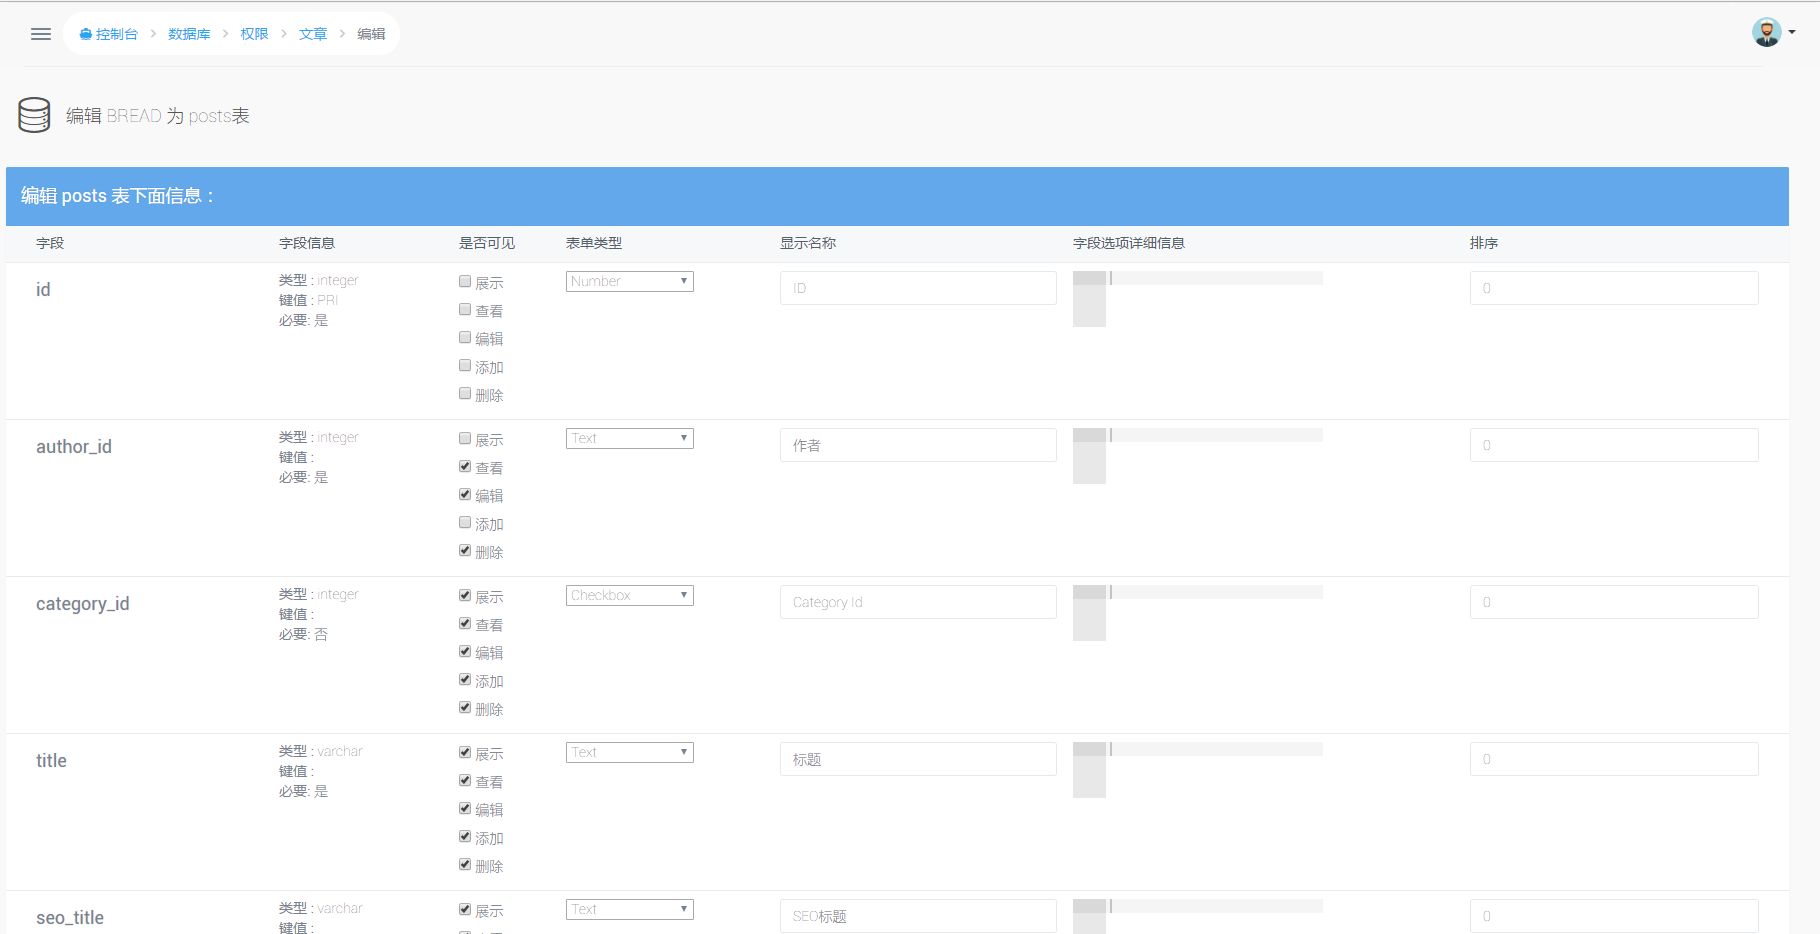 控制台 > 数据库 > 权限 > 文章 > 编辑
编辑 BREAD 为 posts表
编辑 posts 表下面信息：
字段 字段信息 是否可见 表单类型 显示名称 字段选项详细信息 排序
id
类型 : integer
键值 : PRI
必要: 是
展示
查看
编辑
添加
删除
Number
ID
0
author_id
类型 : integer
键值 :
必要: 是
展示
查看
编辑
添加
删除
Text
作者
0
category_id
类型 : integer
键值 :
必要: 否
展示
查看
编辑
添加
删除
Checkbox
Category Id
0
title
类型 : varchar
键值 :
必要: 是
展示
查看
编辑
添加
删除
Text
标题
0
seo_title
类型 : varchar
键值 :
展示
Text
SEO标题
0